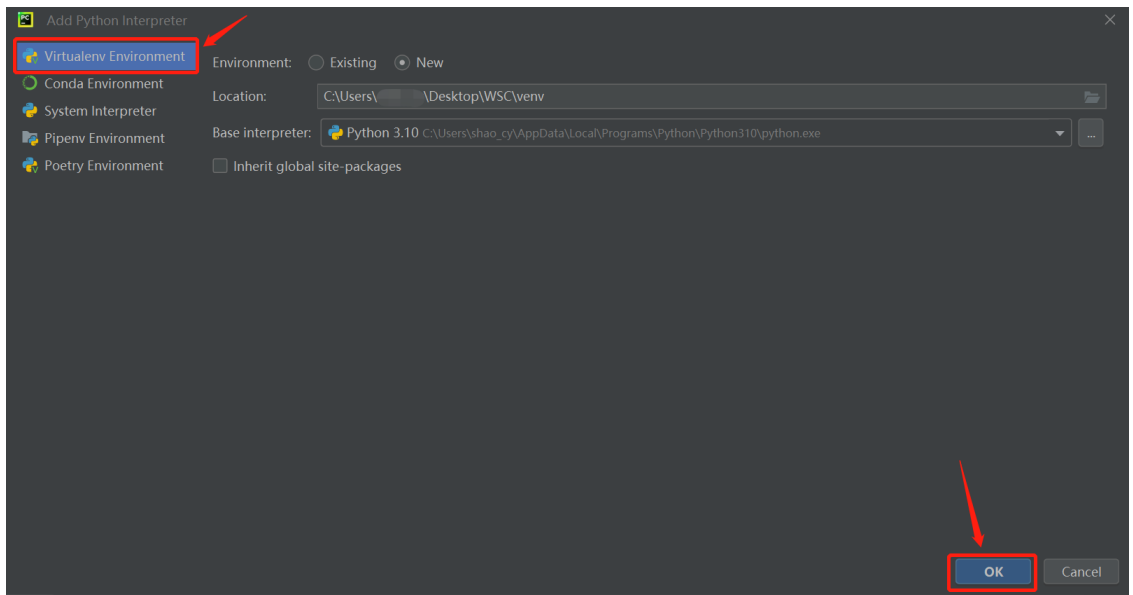 Add Python Interpreter
Virtualenv Environment
Conda Environment
System Interpreter
Pipenv Environment
Poetry Environment
Environment: Existing New
Location: C:\Users\ \Desktop\WSC\venv
Base interpreter: Python 3.10 C:\Users\shao_cy\AppData\Local\Programs\Python\Python310\python.exe ...
Inherit global site-packages
OK Cancel